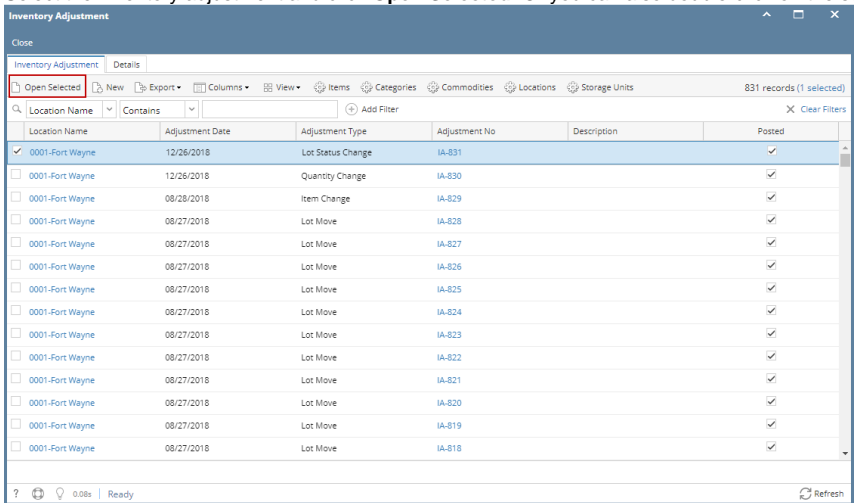 Inventory Adjustment
Close
Inventory Adjustment Details
Open Selected New Export Columns View Items Categories Commodities Locations Storage Units 831 records (1 selected)
Location Name Contains Add Filter Clear Filters
Location Name Adjustment Date Adjustment Type Adjustment No Description Posted
0001-Fort Wayne 12/26/2018 Lot Status Change IA-831
0001-Fort Wayne 12/26/2018 Quantity Change IA-830
0001-Fort Wayne 08/28/2018 Item Change IA-829
0001-Fort Wayne 08/27/2018 Lot Move IA-828
0001-Fort Wayne 08/27/2018 Lot Move IA-827
0001-Fort Wayne 08/27/2018 Lot Move IA-826
0001-Fort Wayne 08/27/2018 Lot Move IA-825
0001-Fort Wayne 08/27/2018 Lot Move IA-824
0001-Fort Wayne 08/27/2018 Lot Move IA-823
0001-Fort Wayne 08/27/2018 Lot Move IA-822
0001-Fort Wayne 08/27/2018 Lot Move IA-821
0001-Fort Wayne 08/27/2018 Lot Move IA-820
0001-Fort Wayne 08/27/2018 Lot Move IA-819
0001-Fort Wayne 08/27/2018 Lot Move IA-818
? 0.08s Ready Refresh